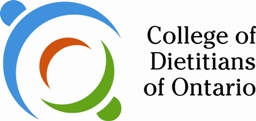 College of
Dietitians
of Ontario